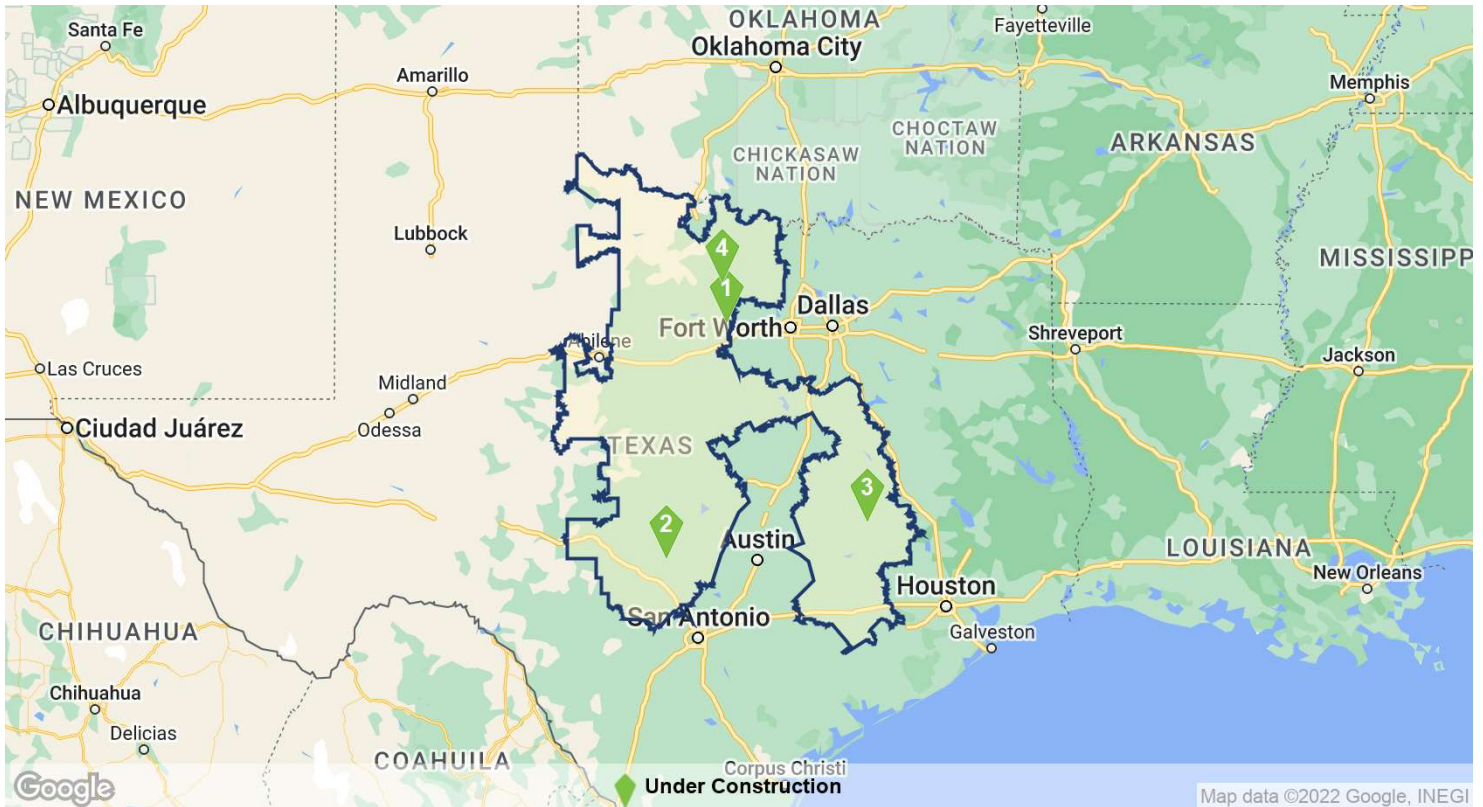 OKLAHOMA
Fayetteville
Santa Fe
Oklahoma City
Amarillo
Memphis
Albuquerque
CHOCTAW
NATION
ARKANSAS
CHICKASAW
NATION
NEW MEXICO
Lubbock
4
MISSISSIPP
1
Dallas
Fort Worth
Shreveport
Abilene
Jackson
Las Cruces
Midland
Odessa
Ciudad Juárez
TEXAS
3
2
Austin
LOUISIANA
New Orleans
Houston
San Antonio
CHIHUAHUA
Galveston
Chihuahua
Delicias
COAHUILA
Corpus Christi
Under Construction
Google
Map data ©2022 Google, INEGI